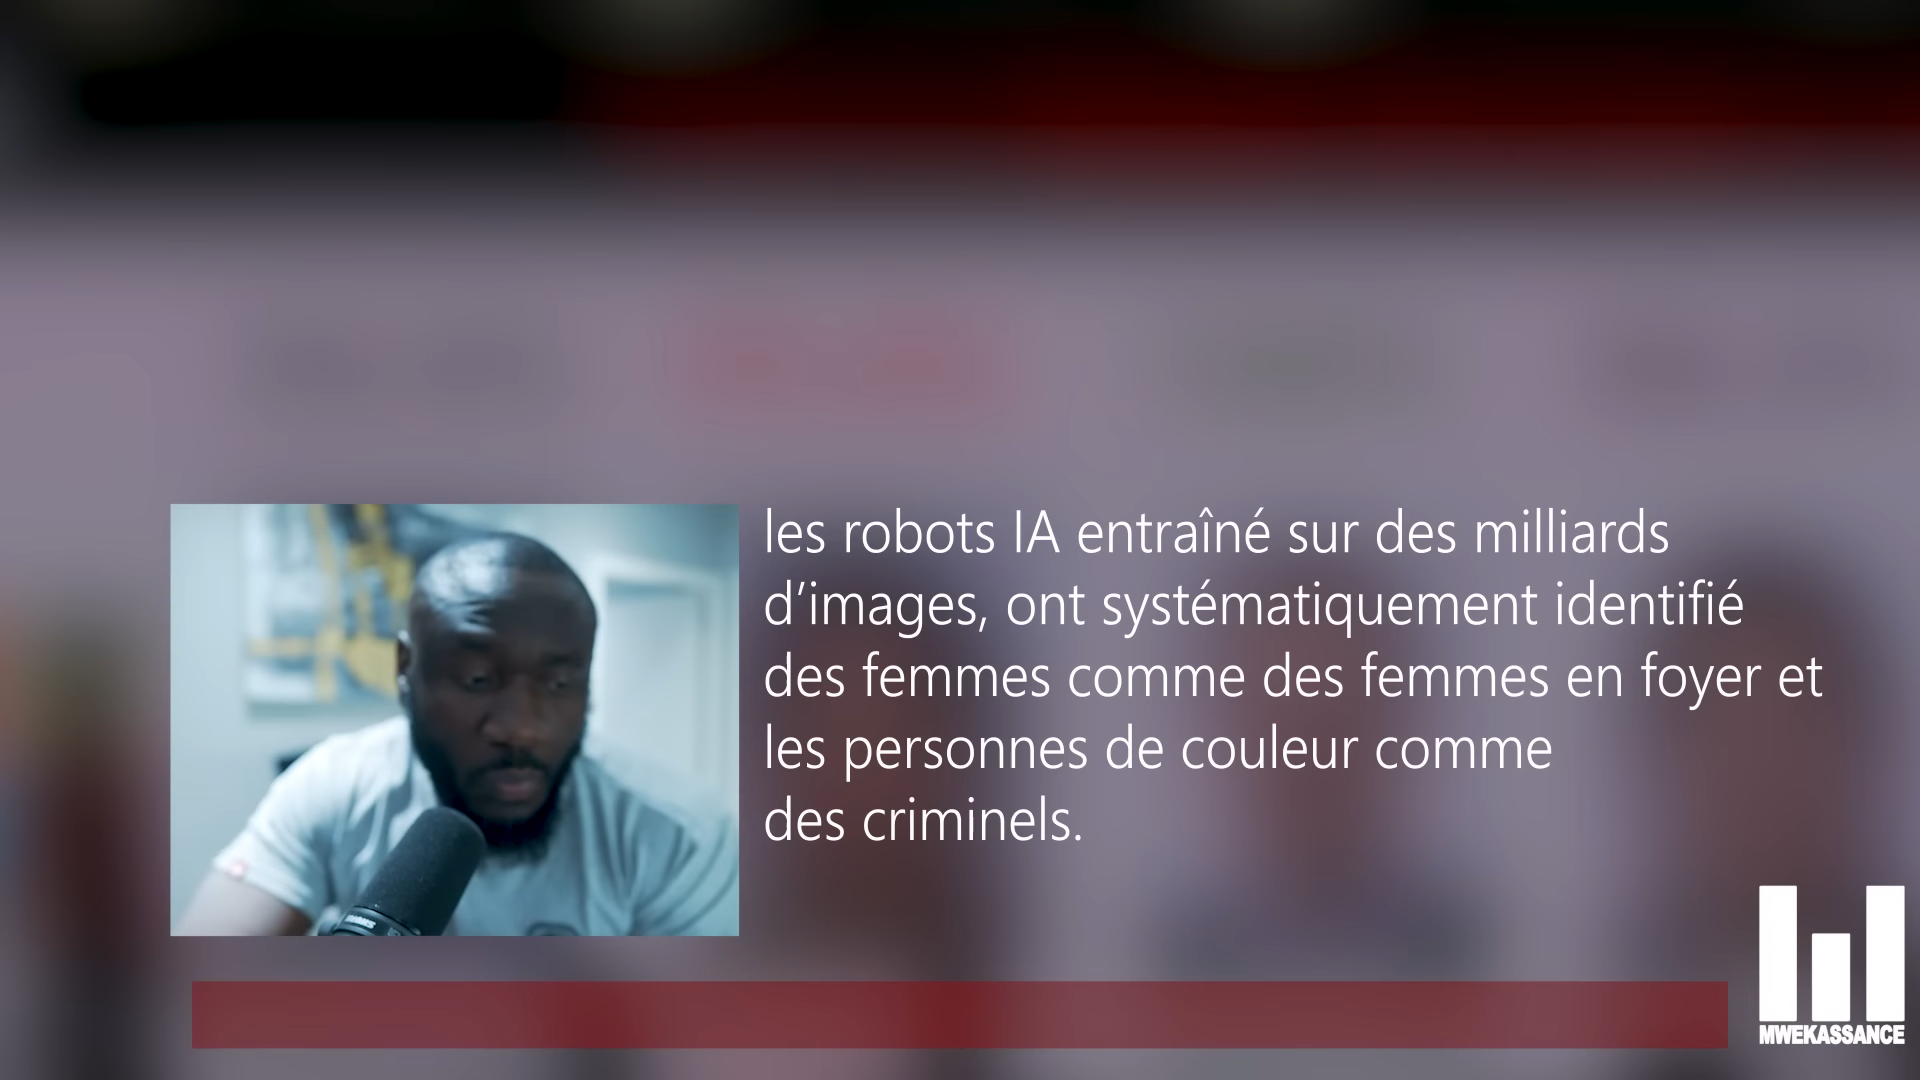 les robots IA entraîné sur des milliards
d’images, ont systématiquement identifié
des femmes comme des femmes en foyer et
les personnes de couleur comme
des criminels.
MWEKASSANCE